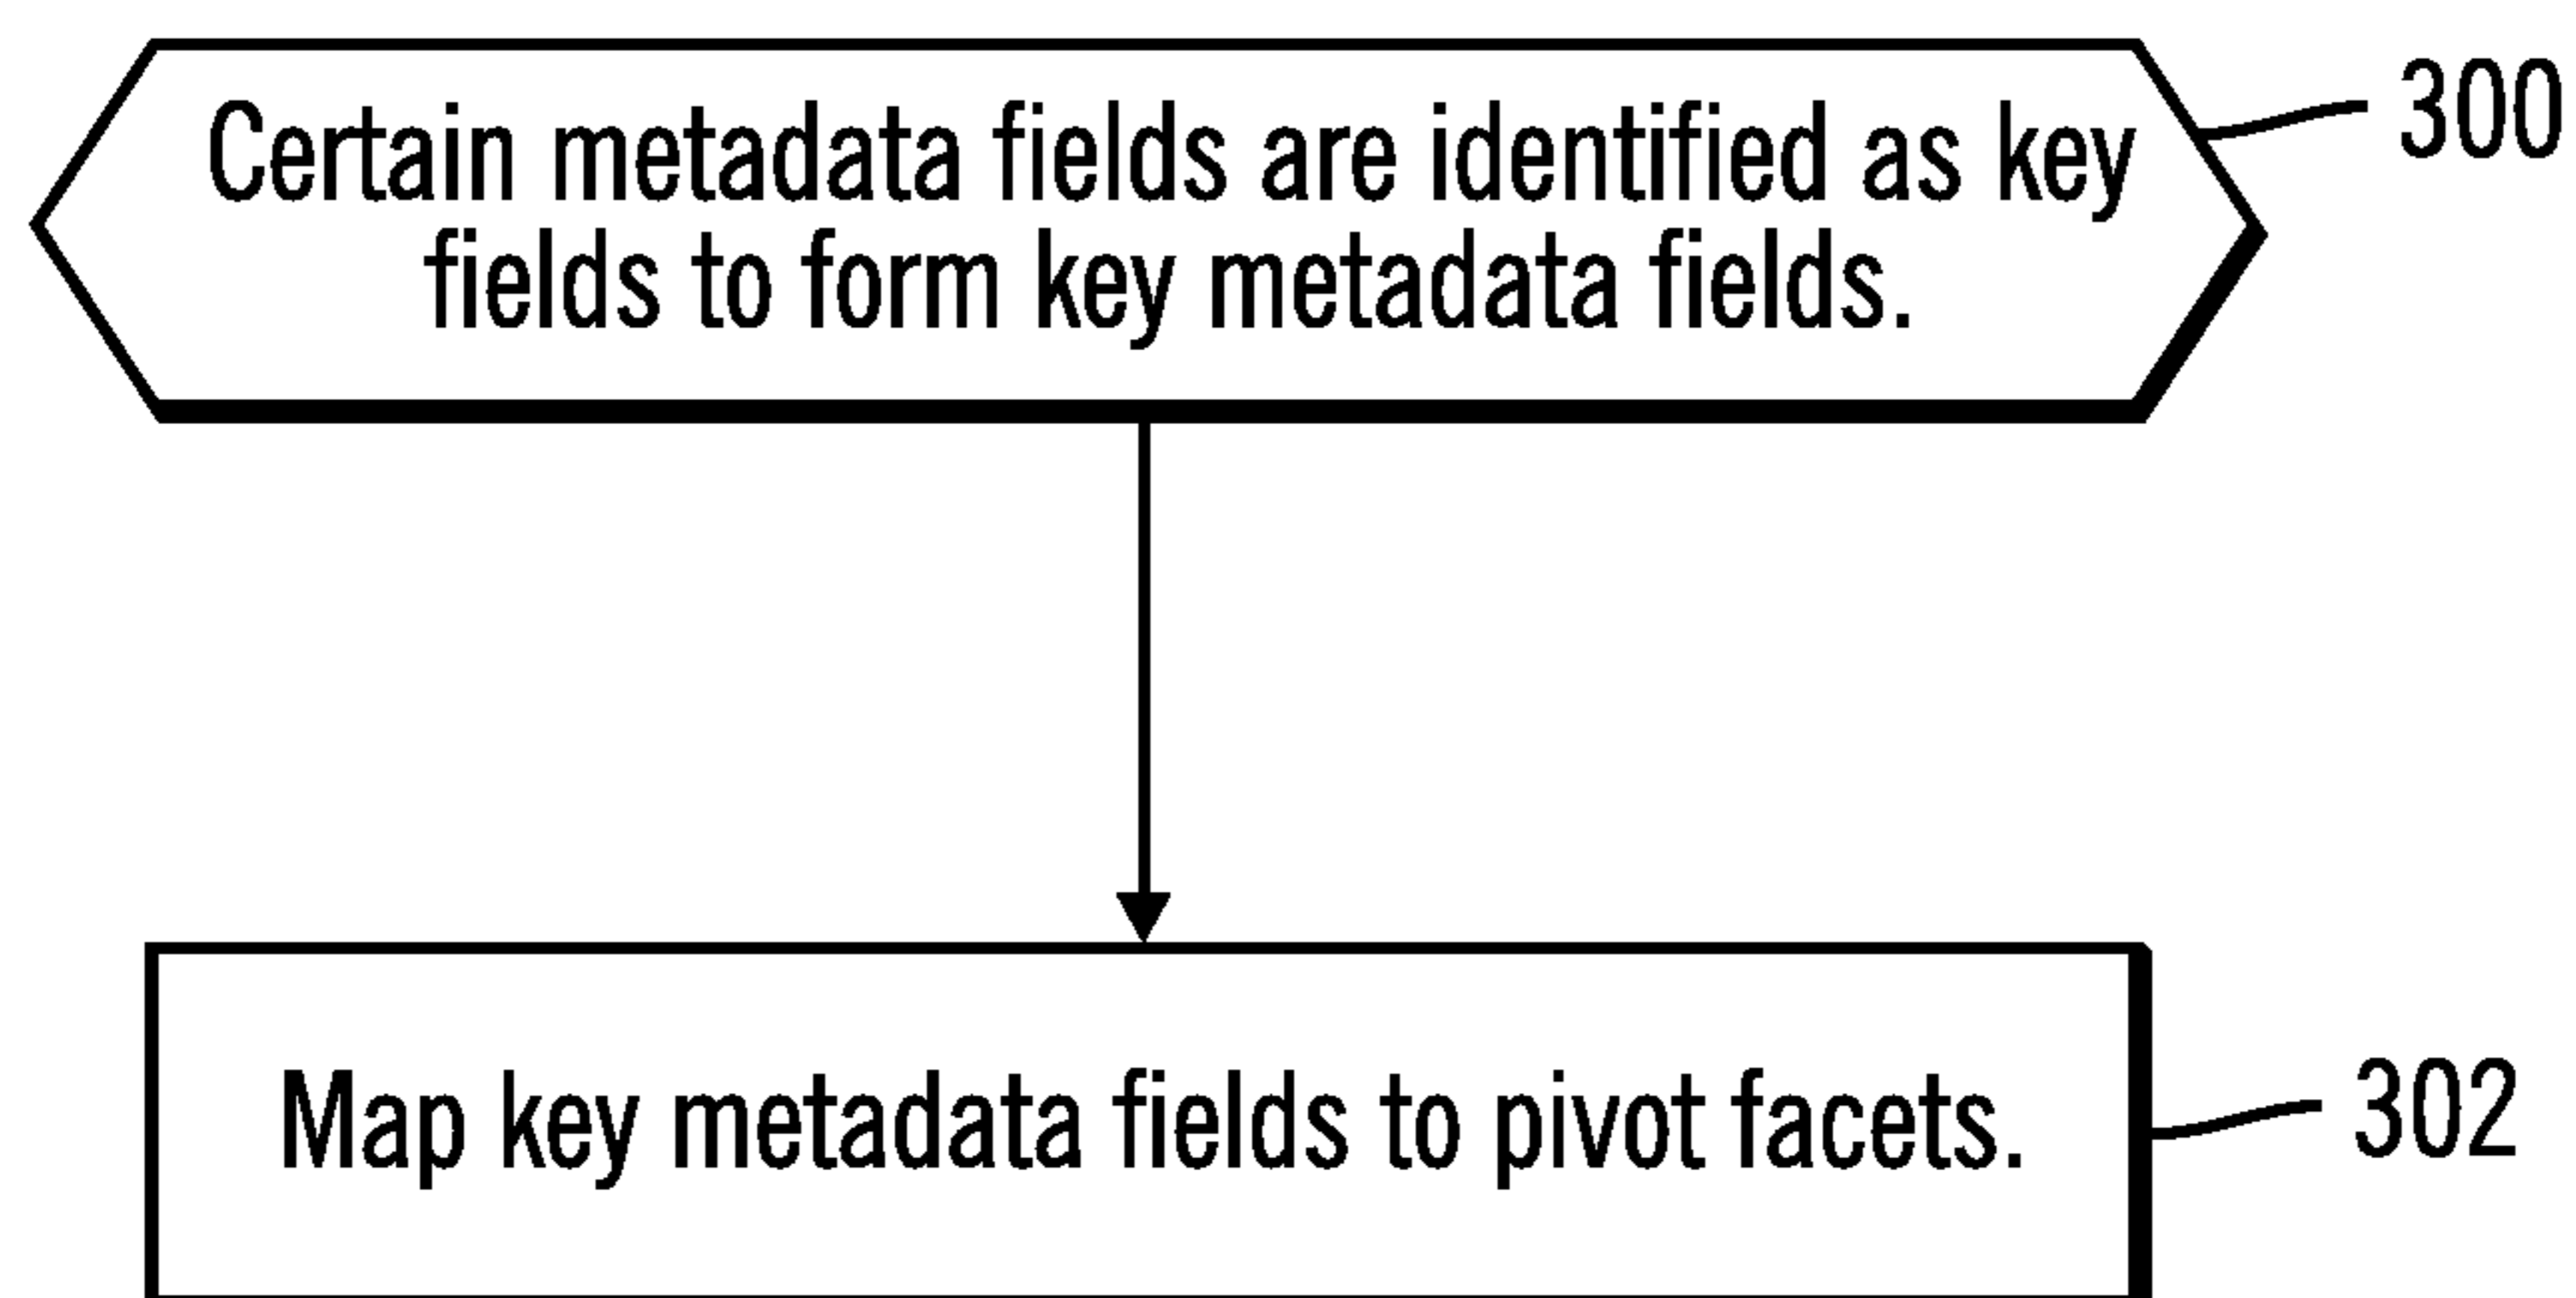 Certain metadata fields are identified as key
fields to form key metadata fields.
300
Map key metadata fields to pivot facets.
302